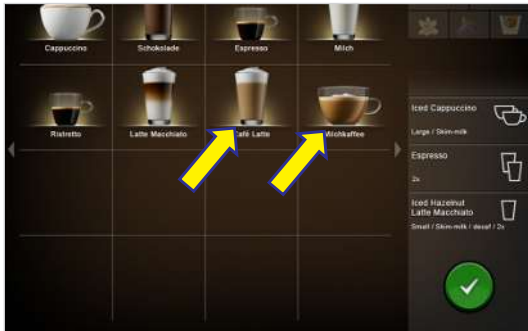 Cappuccino Schokolade Espresso Milch
Ristretto Latte Macchiato Café Latte Milchkaffee
Iced Cappuccino
Large / Skim-milk
Espresso
2x
Iced Hazelnut
Latte Macchiato
Small / Skim-milk / decaf / 2x